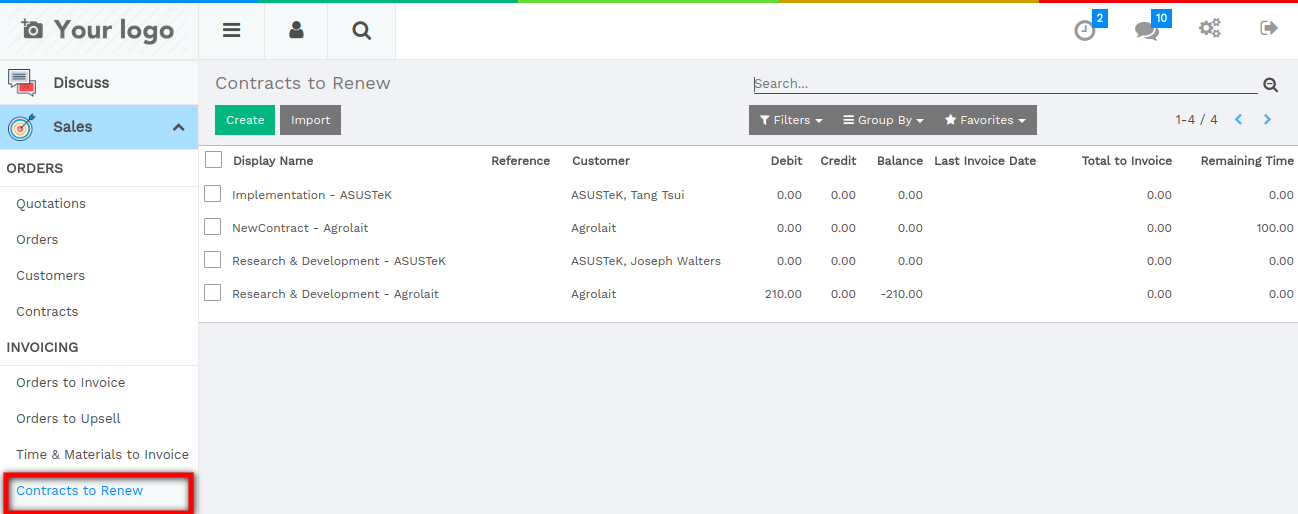 Your logo
2
10
Discuss
Sales
ORDERS
Quotations
Orders
Customers
Contracts
INVOICING
Orders to Invoice
Orders to Upsell
Time & Materials to Invoice
Contracts to Renew
Contracts to Renew
Search...
Create Import
Filters Group By Favorites 1-4 / 4
Display Name Reference Customer Debit Credit Balance Last Invoice Date Total to Invoice Remaining Time
Implementation - ASUSTeK ASUSTeK, Tang Tsui 0.00 0.00 0.00 0.00 0.00
NewContract - Agrolait Agrolait 0.00 0.00 0.00 0.00 100.00
Research & Development - ASUSTeK ASUSTeK, Joseph Walters 0.00 0.00 0.00 0.00 0.00
Research & Development - Agrolait Agrolait 210.00 0.00 -210.00 0.00 0.00